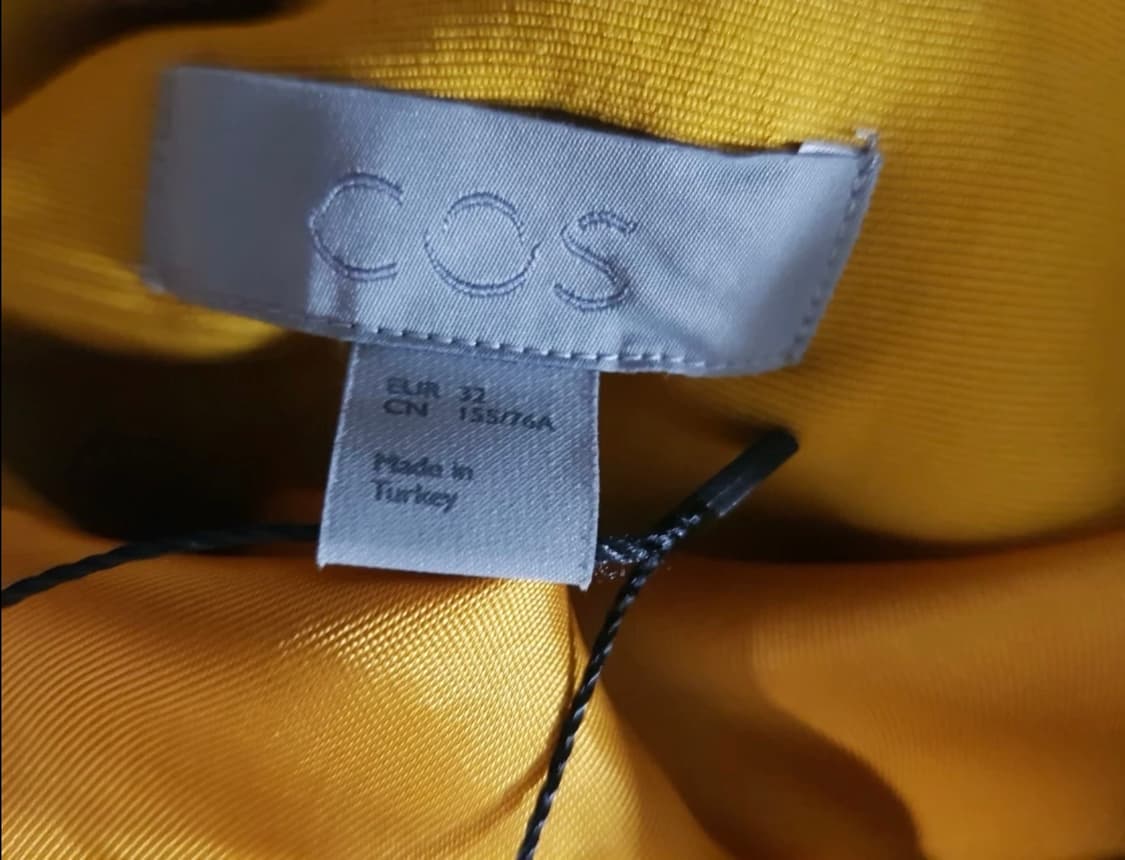 COS
EUR 32
CN 155/76A
Made in
Turkey